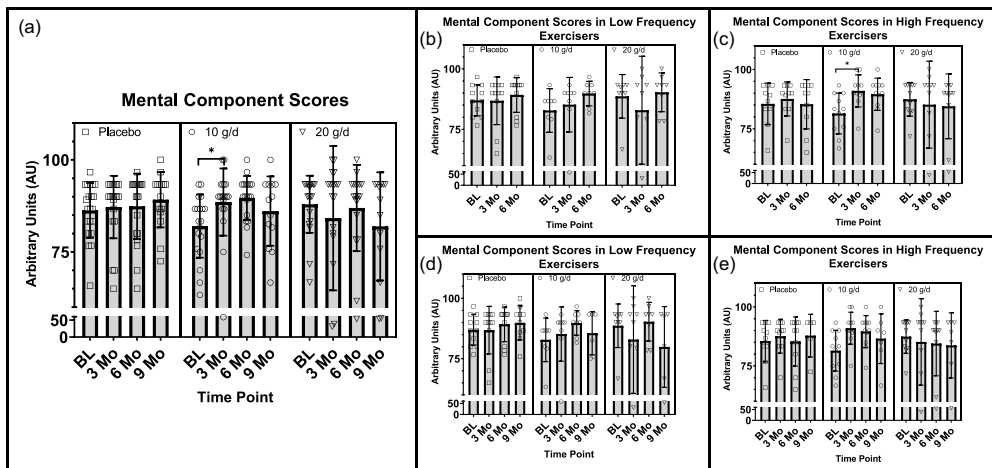 (a)
Mental Component Scores
Placebo 10 g/d 20 g/d
*
Arbitrary Units (AU)
100
75
50
0
BL 3 Mo 6 Mo 9 Mo BL 3 Mo 6 Mo 9 Mo BL 3 Mo 6 Mo 9 Mo
Time Point
Mental Component Scores in Low Frequency
Exercisers
(b)
Placebo 10 g/d 20 g/d
Arbitrary Units (AU)
100
75
50
0
BL 3 Mo 6 Mo BL 3 Mo 6 Mo BL 3 Mo 6 Mo
Time Point
Mental Component Scores in High Frequency
Exercisers
(c)
Placebo 10 g/d 20 g/d
*
Arbitrary Units (AU)
100
75
50
0
BL 3 Mo 6 Mo BL 3 Mo 6 Mo BL 3 Mo 6 Mo
Time Point
Mental Component Scores in Low Frequency
Exercisers
(d)
Placebo 10 g/d 20 g/d
Arbitrary Units (AU)
100
75
50
0
BL 3 Mo 6 Mo 9 Mo BL 3 Mo 6 Mo 9 Mo BL 3 Mo 6 Mo 9 Mo
Time Point
Mental Component Scores in High Frequency
Exercisers
(e)
Placebo 10 g/d 20 g/d
Arbitrary Units (AU)
100
75
50
0
BL 3 Mo 6 Mo 9 Mo BL 3 Mo 6 Mo 9 Mo BL 3 Mo 6 Mo 9 Mo
Time Point